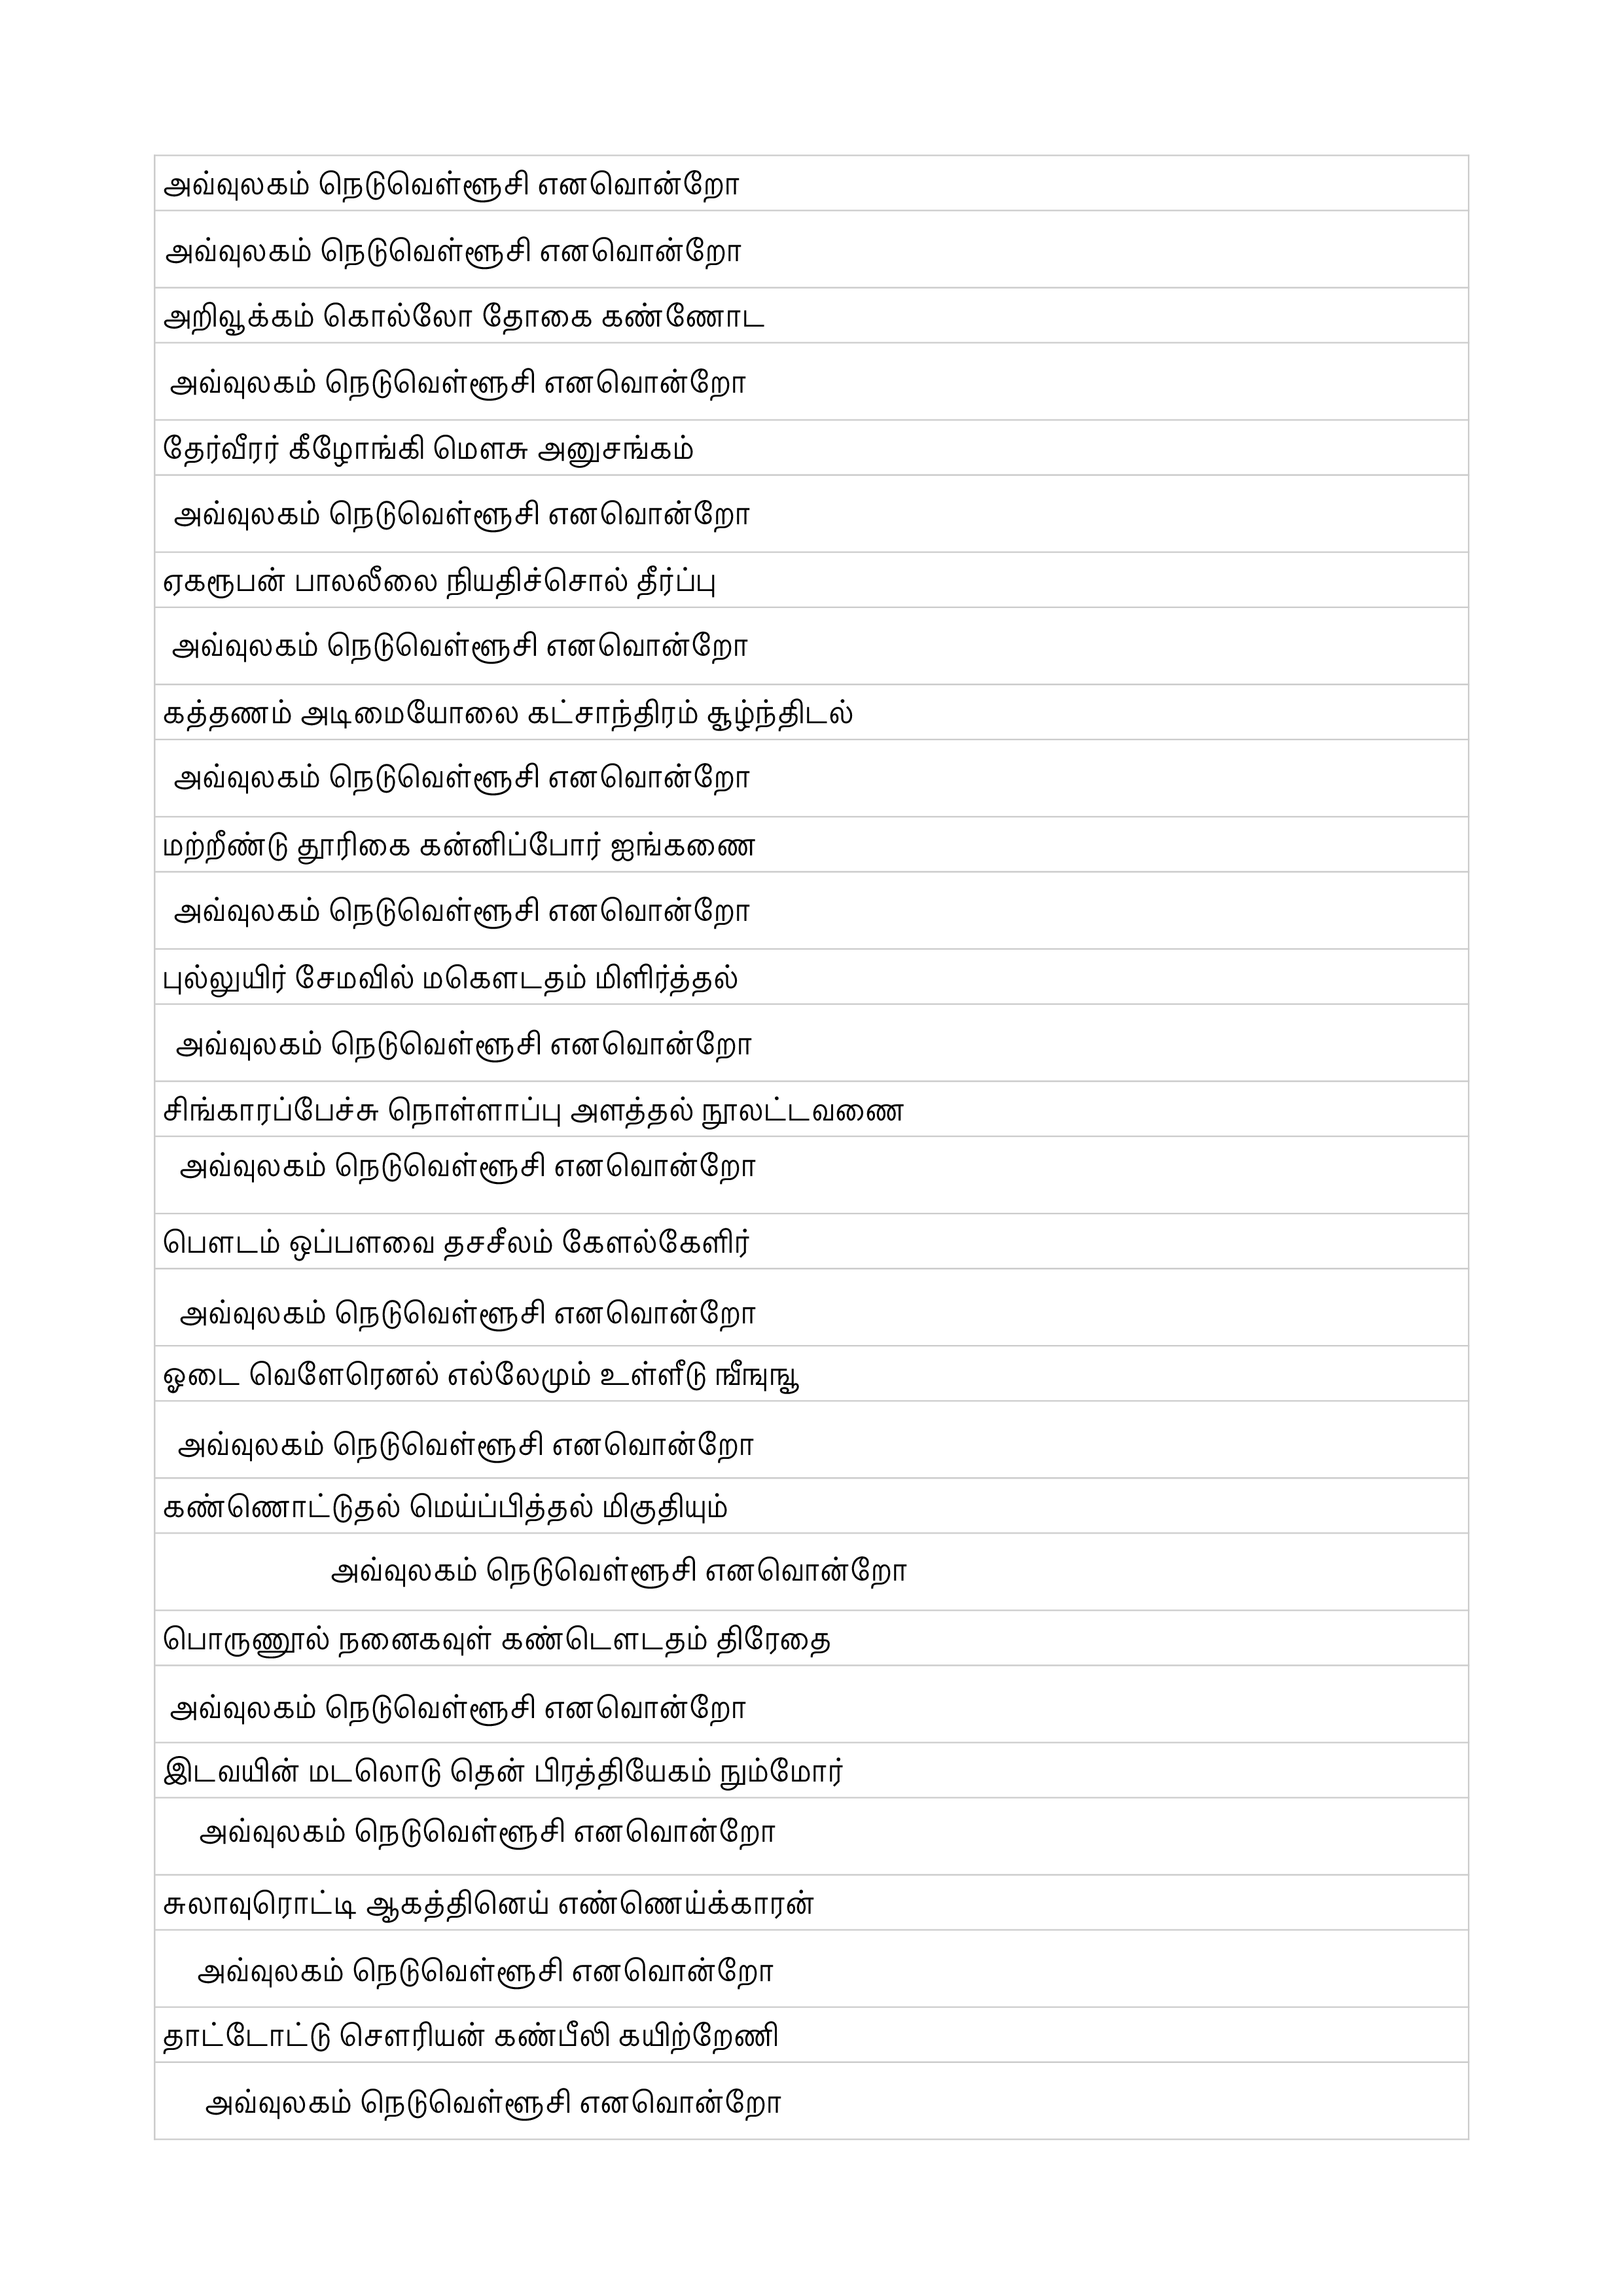 அவ்வுலகம் நெடுவெள்ளூசி எனவொன்றோ
அவ்வுலகம் நெடுவெள்ளூசி எனவொன்றோ
அறிவூக்கம் கொல்லோ தோகை கண்ணோட
அவ்வுலகம் நெடுவெள்ளூசி எனவொன்றோ
தேர்வீரர் கீழோங்கி மௌசு அனுசங்கம்
அவ்வுலகம் நெடுவெள்ளூசி எனவொன்றோ
ஏகரூபன் பாலலீலை நியதிச்சொல் தீர்ப்பு
அவ்வுலகம் நெடுவெள்ளூசி எனவொன்றோ
கத்தணம் அடிமையோலை கட்சாந்திரம் சூழ்ந்திடல்
அவ்வுலகம் நெடுவெள்ளூசி எனவொன்றோ
மற்றீண்டு தூரிகை கன்னிப்போர் ஐங்கணை
அவ்வுலகம் நெடுவெள்ளூசி எனவொன்றோ
புல்லுயிர் சேமவில் மகௌடதம் மிளிர்த்தல்
அவ்வுலகம் நெடுவெள்ளூசி எனவொன்றோ
சிங்காரப்பேச்சு நொள்ளாப்பு அளத்தல் நூலட்டவணை
அவ்வுலகம் நெடுவெள்ளூசி எனவொன்றோ
பௌடம் ஒப்பளவை தசசீலம் கேளல்கேளிர்
அவ்வுலகம் நெடுவெள்ளூசி எனவொன்றோ
ஓடை வெளேரெனல் எல்லேமும் உள்ளீடு ஙீஙுஙூ
அவ்வுலகம் நெடுவெள்ளூசி எனவொன்றோ
கண்ணொட்டுதல் மெய்ப்பித்தல் மிகுதியும்
அவ்வுலகம் நெடுவெள்ளூசி எனவொன்றோ
பொருணூல் நனைகவுள் கண்டௌடதம் திரேதை
அவ்வுலகம் நெடுவெள்ளூசி எனவொன்றோ
இடவயின் மடலொடு தென் பிரத்தியேகம் நும்மோர்
அவ்வுலகம் நெடுவெள்ளூசி எனவொன்றோ
சுலாவுரொட்டி ஆகத்தினெய் எண்ணெய்க்காரன்
அவ்வுலகம் நெடுவெள்ளூசி எனவொன்றோ
தாட்டோட்டு சௌரியன் கண்பீலி கயிற்றேணி
அவ்வுலகம் நெடுவெள்ளூசி எனவொன்றோ